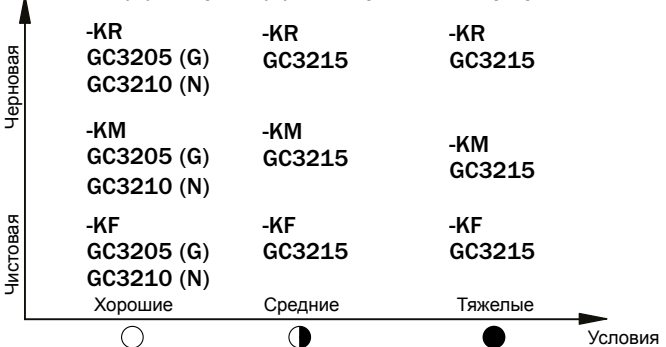 Черновая
-KR
GC3205 (G)
GC3210 (N)
-KR
GC3215
-KR
GC3215
-KM
GC3205 (G)
GC3210 (N)
-KM
GC3215
-KM
GC3215
Чистовая
-KF
GC3205 (G)
GC3210 (N)
-KF
GC3215
-KF
GC3215
Хорошие
Средние
Тяжелые
Условия